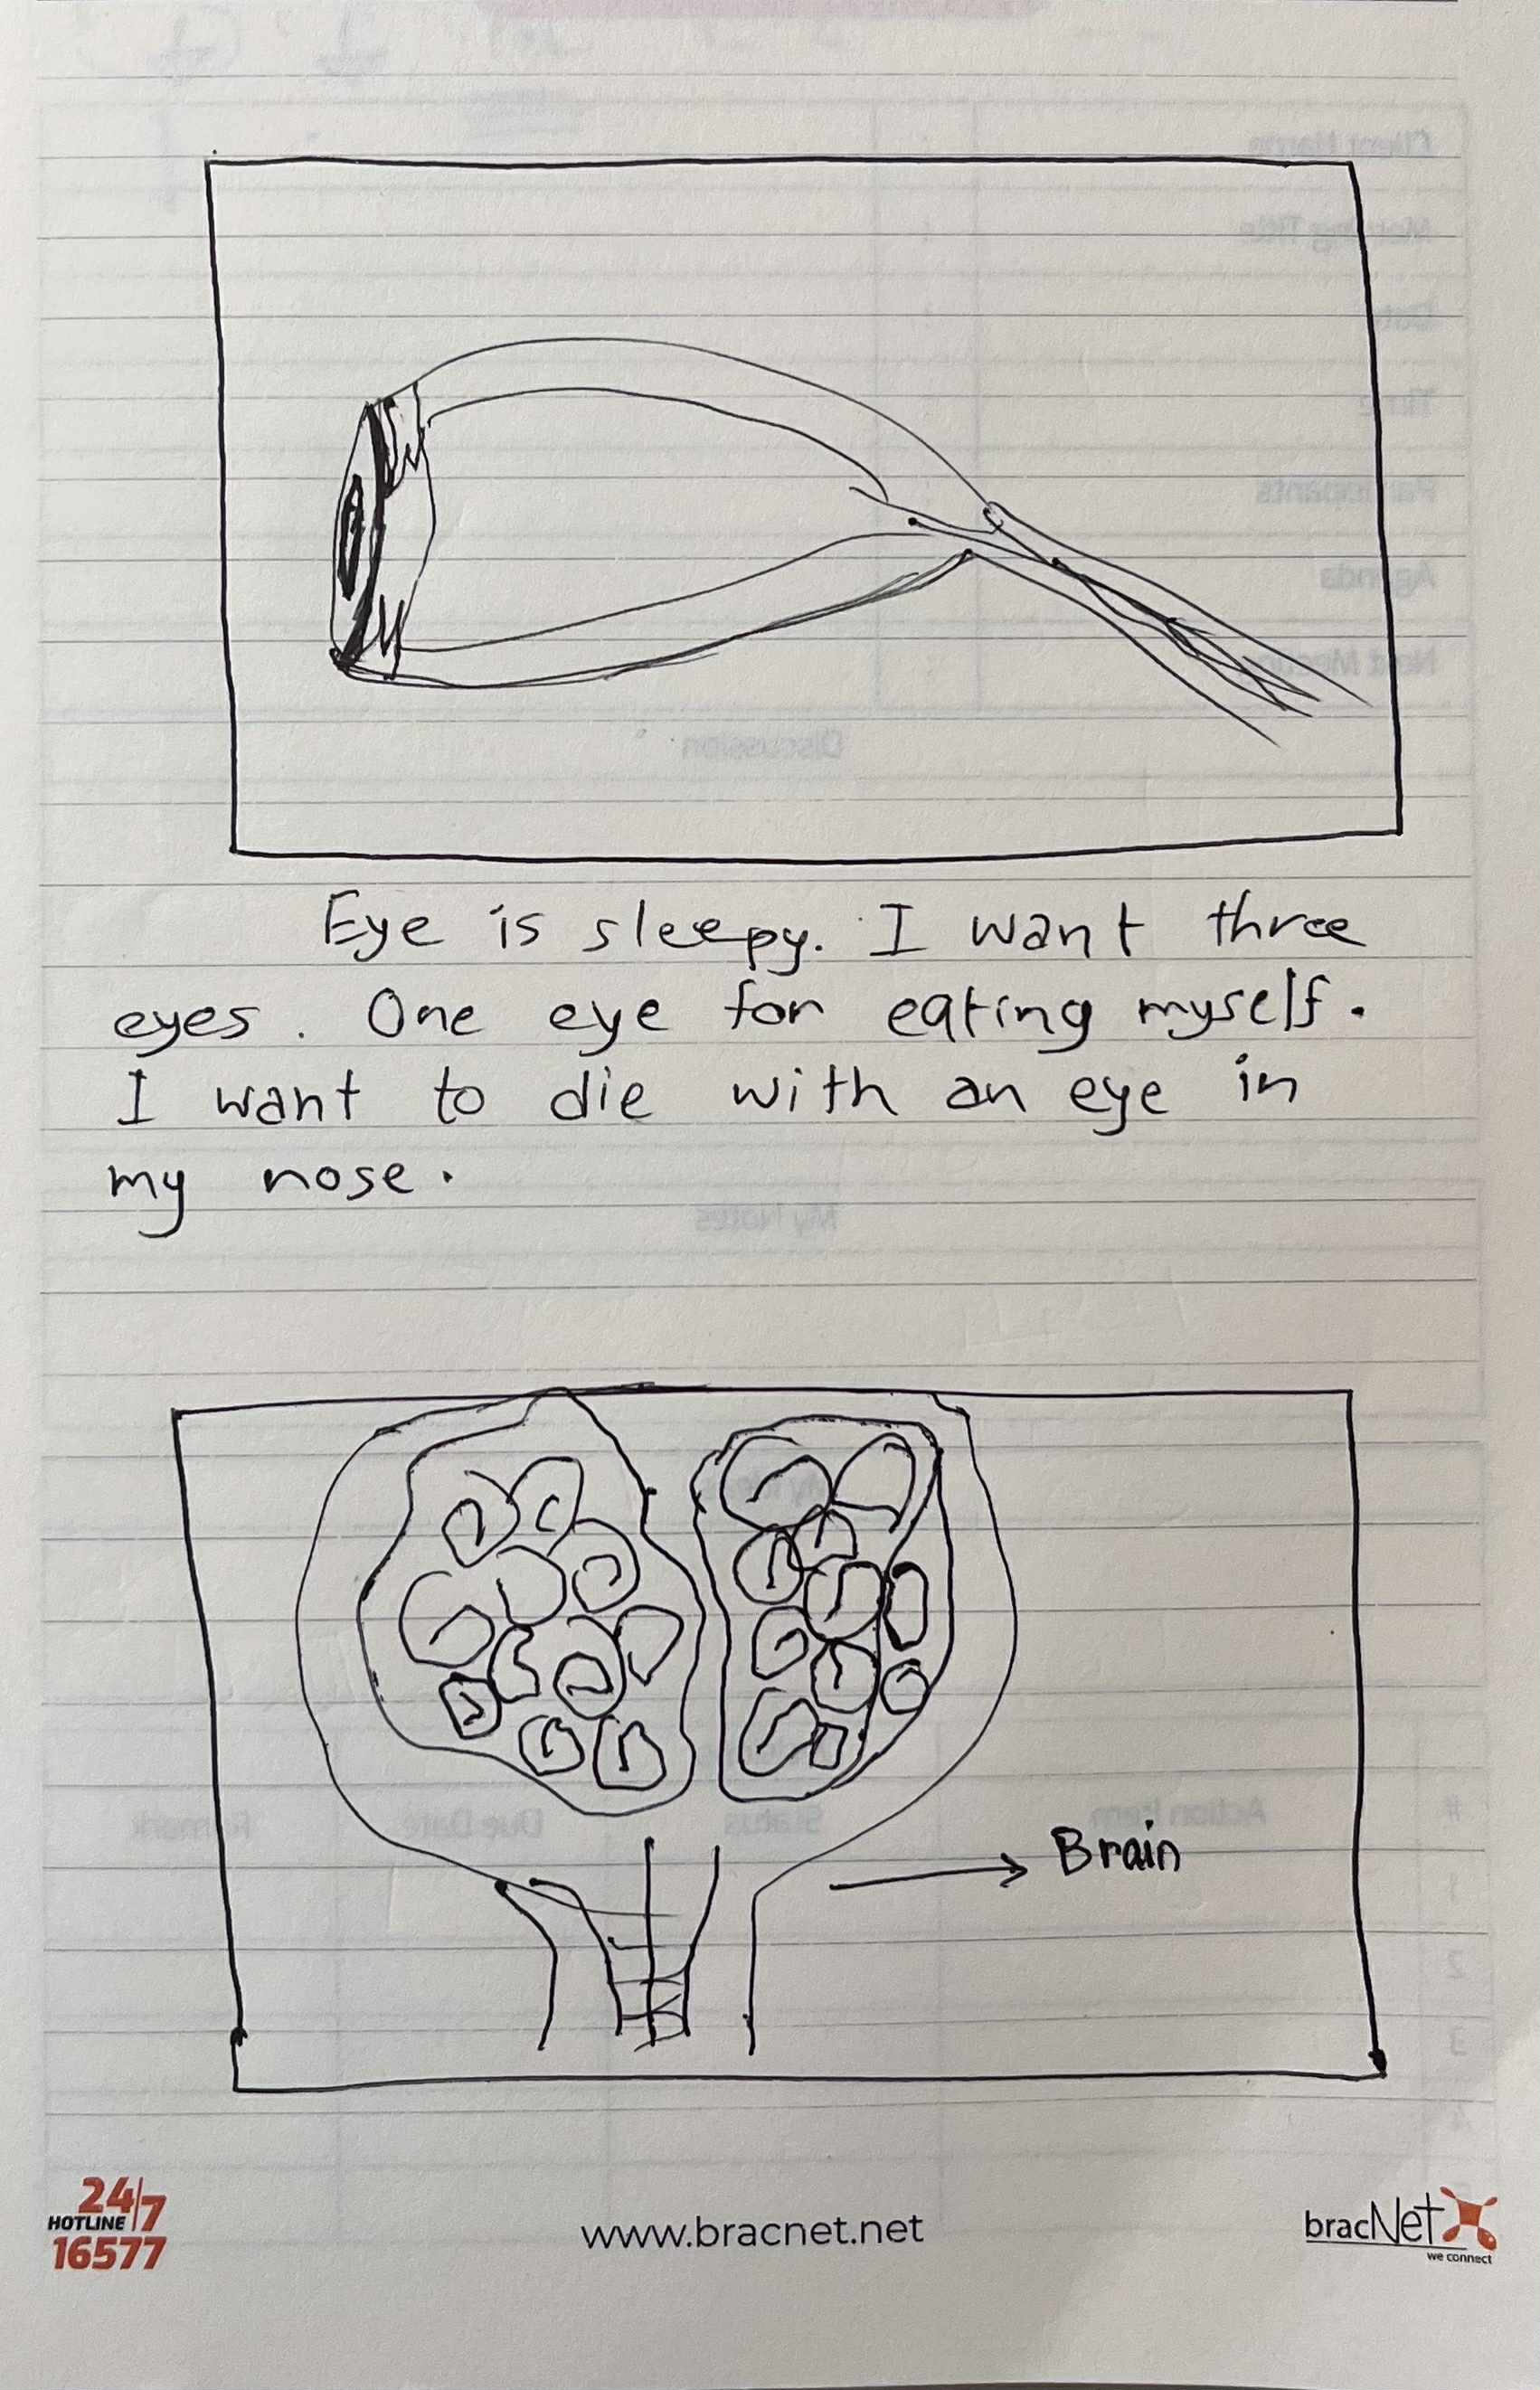 Eye is sleepy. I want three
eyes. One eye for eating myself.
I want to die with an eye in
my nose.
Brain
24/7
HOTLINE
16577
www.bracnet.net
bracNet
we connect